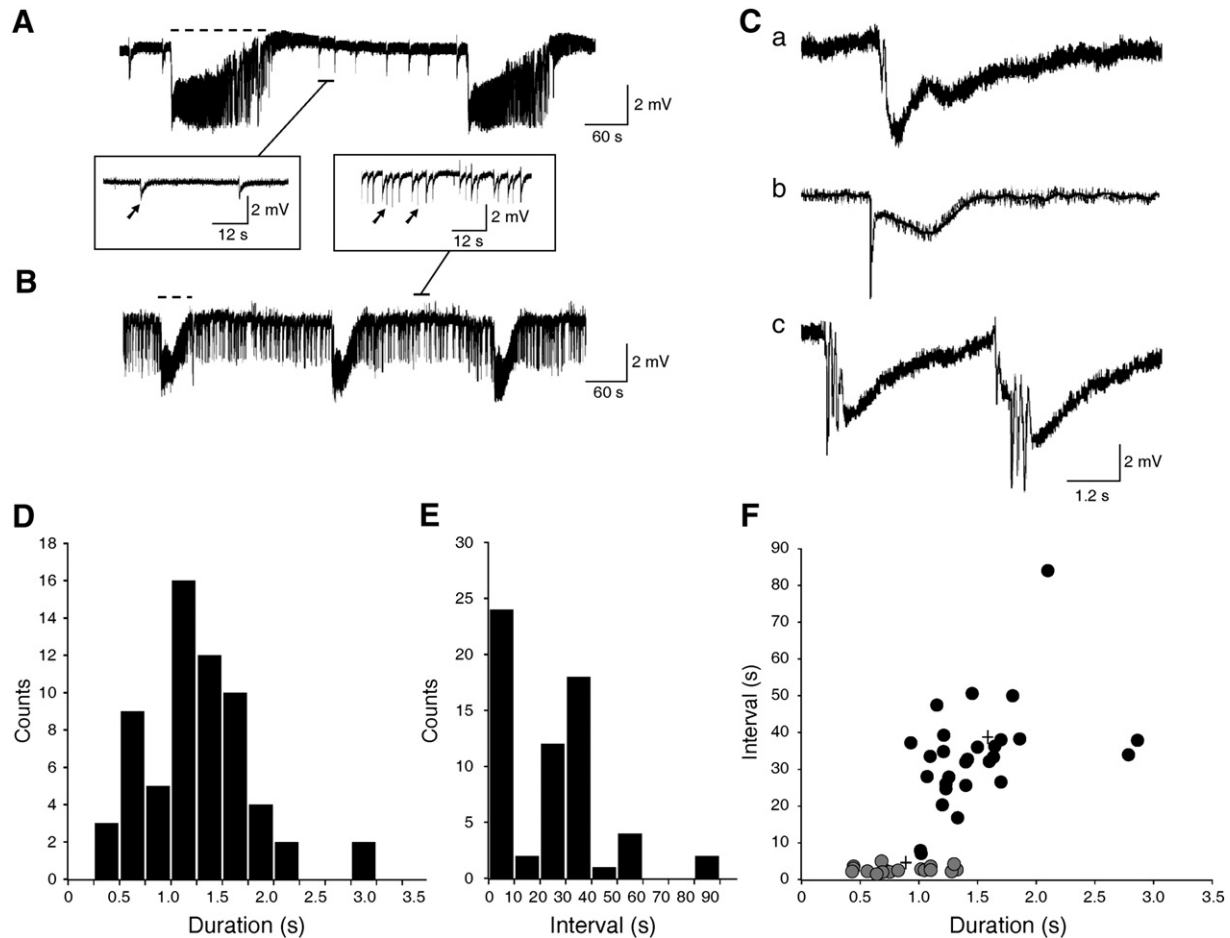 A
2 mV
60 s
2 mV
12 s
2 mV
12 s
B
2 mV
60 s
C
a
b
c
2 mV
1.2 s
D
Counts
18
16
14
12
10
8
6
4
2
0
0 0.5 1.0 1.5 2.0 2.5 3.0 3.5
Duration (s)
E
Counts
30
25
20
15
10
5
0
0 10 20 30 40 50 60 80 90
Interval (s)
F
Interval (s)
90
80
70
60
50
40
30
20
10
0
0 0.5 1.0 1.5 2.0 2.5 3.0 3.5
Duration (s)